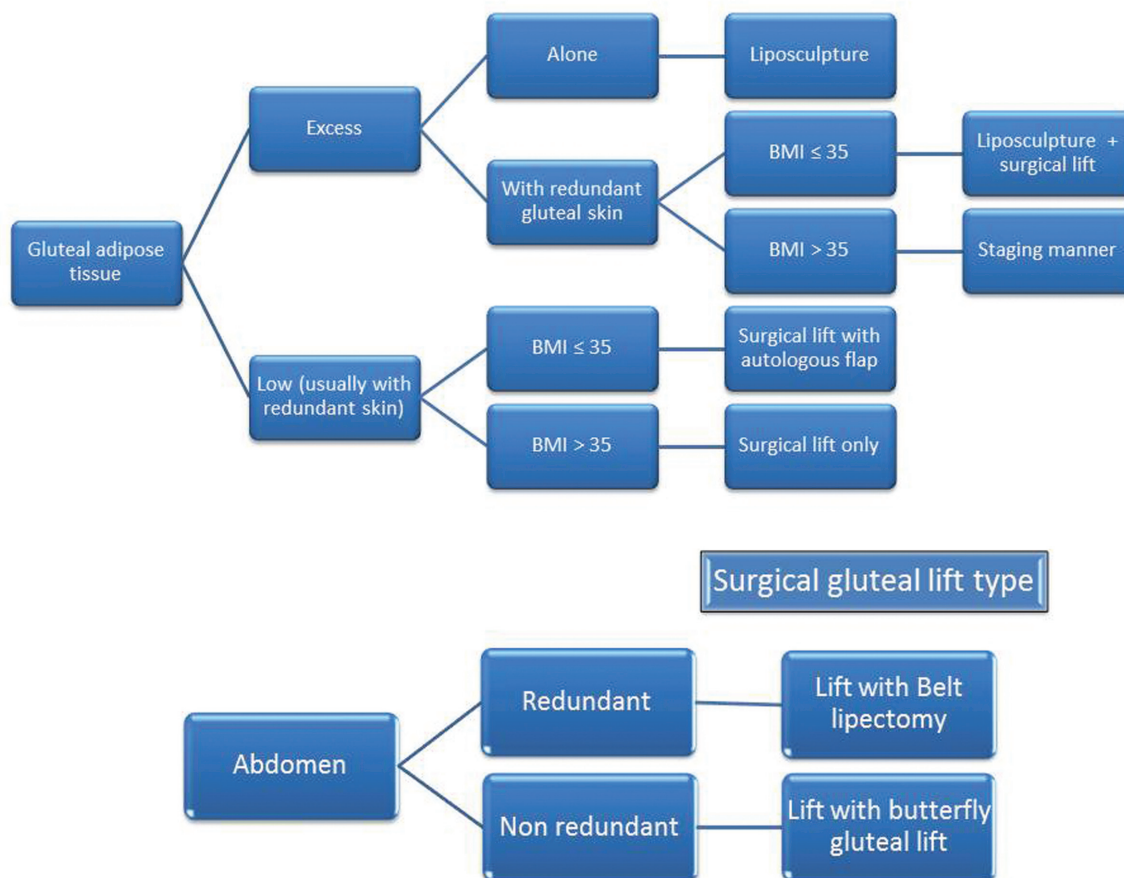 Alone
Liposculpture
Excess
BMI ≤ 35
Liposculpture +
surgical lift
With redundant
gluteal skin
BMI > 35
Staging manner
Gluteal adipose
tissue
BMI ≤ 35
Surgical lift with
autologous flap
Low (usually with
redundant skin)
BMI > 35
Surgical lift only
Surgical gluteal lift type
Redundant
Lift with Belt
lipectomy
Abdomen
Non redundant
Lift with butterfly
gluteal lift